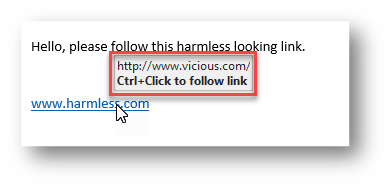 Hello, please follow this harmless looking link.
http://www.vicious.com/
Ctrl+Click to follow link
www.harmless.com